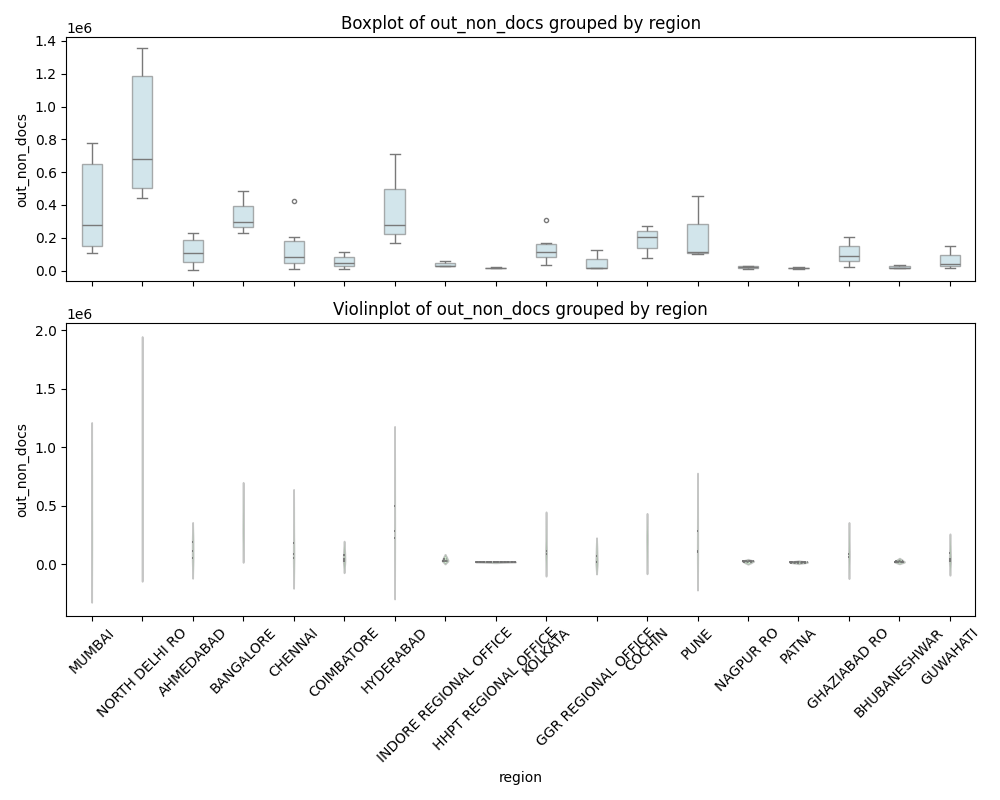 Boxplot of out_non_docs grouped by region
1e6
1.4
1.2
1.0
0.8
0.6
0.4
0.2
0.0
out_non_docs
Violinplot of out_non_docs grouped by region
1e6
2.0
1.5
1.0
0.5
0.0
out_non_docs
MUMBAI
NORTH DELHI RO
AHMEDABAD
BANGALORE
CHENNAI
COIMBATORE
HYDERABAD
INDORE REGIONAL OFFICE
HHPT REGIONAL OFFICE
KOLKATA
GGR REGIONAL OFFICE
COCHIN
PUNE
NAGPUR RO
PATNA
GHAZIABAD RO
BHUBANESHWAR
GUWAHATI
region